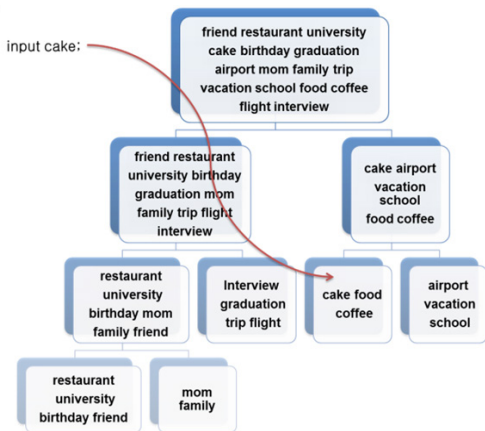 friend restaurant university
cake birthday graduation
airport mom family trip
vacation school food coffee
flight interview
input cake:
friend restaurant
university birthday
graduation mom
family trip flight
interview
cake airport
vacation
school
food coffee
restaurant
university
birthday mom
family friend
Interview
graduation
trip flight
cake food
coffee
airport
vacation
school
restaurant
university
birthday friend
mom
family